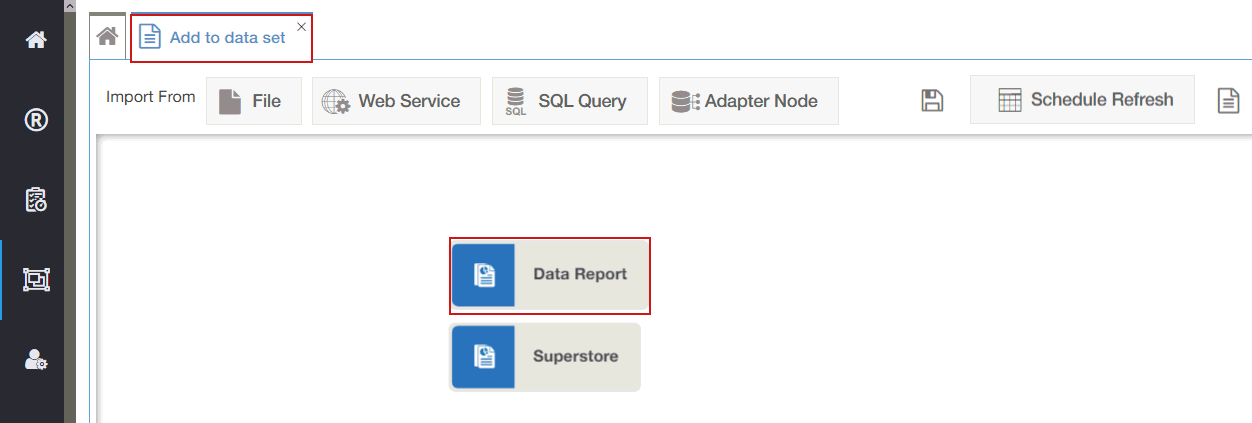 Add to data set
Import From File Web Service SQL SQL Query Adapter Node Schedule Refresh
Data Report
Superstore